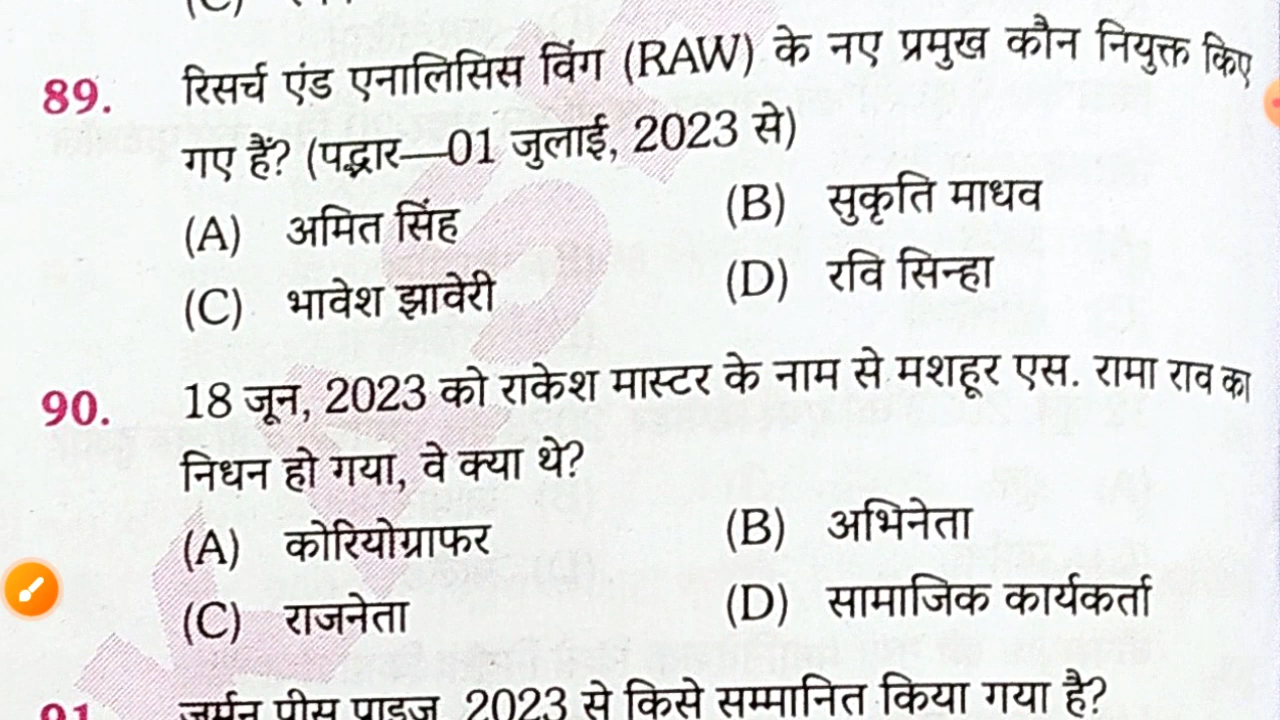 89. रिसर्च एंड एनालिसिस विंग (RAW) के नए प्रमुख कौन नियुक्त किए
गए हैं? (पद्भार—01 जुलाई, 2023 से)
(A) अमित सिंह (B) सुकृति माधव
(C) भावेश झावेरी (D) रवि सिन्हा
90. 18 जून, 2023 को राकेश मास्टर के नाम से मशहूर एस. रामा राव का
निधन हो गया, वे क्या थे?
(A) कोरियोग्राफर (B) अभिनेता
(C) राजनेता (D) सामाजिक कार्यकर्ता
91. जर्मन पीस प्राइज 2023 से किसे सम्मानित किया गया है?